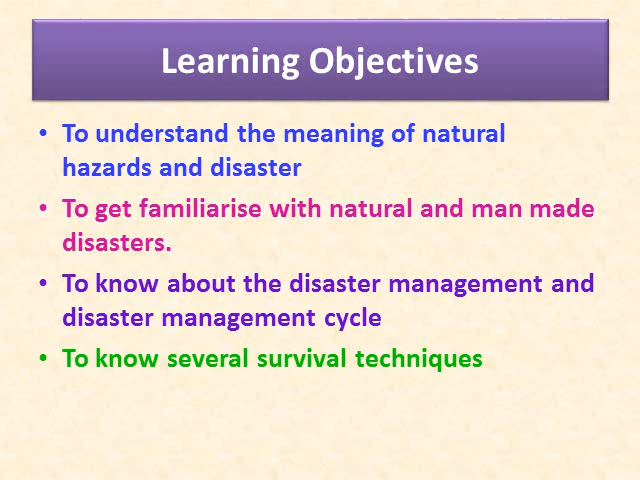 Learning Objectives
• To understand the meaning of natural
hazards and disaster
• To get familiarise with natural and man made
disasters.
• To know about the disaster management and
disaster management cycle
• To know several survival techniques